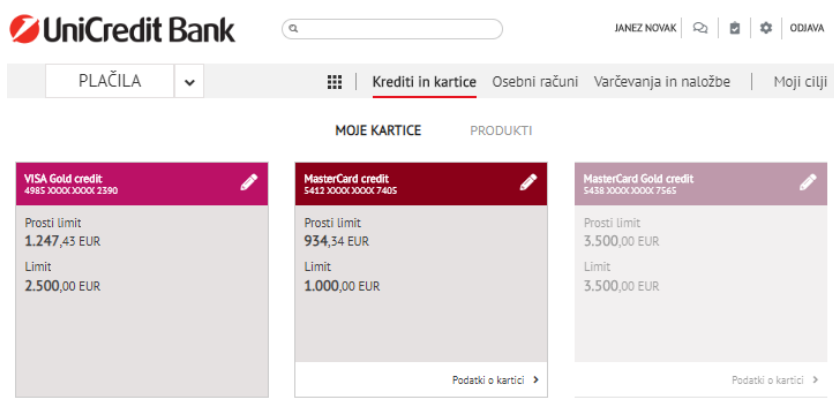 UniCredit Bank
JANEZ NOVAK ODJAVA
PLAČILA
Krediti in kartice Osebni računi Varčevanja in naložbe Moji cilji
MOJE KARTICE PRODUKTI
VISA Gold credit
4985 XXXX XXXX 2390
Prosti limit
1.247,43 EUR
Limit
2.500,00 EUR
MasterCard credit
5412 XXXX XXXX 7405
Prosti limit
934,34 EUR
Limit
1.000,00 EUR
Podatki o kartici
MasterCard Gold credit
5438 XXXX XXXX 7565
Prosti limit
3.500,00 EUR
Limit
3.500,00 EUR
Podatki o kartici